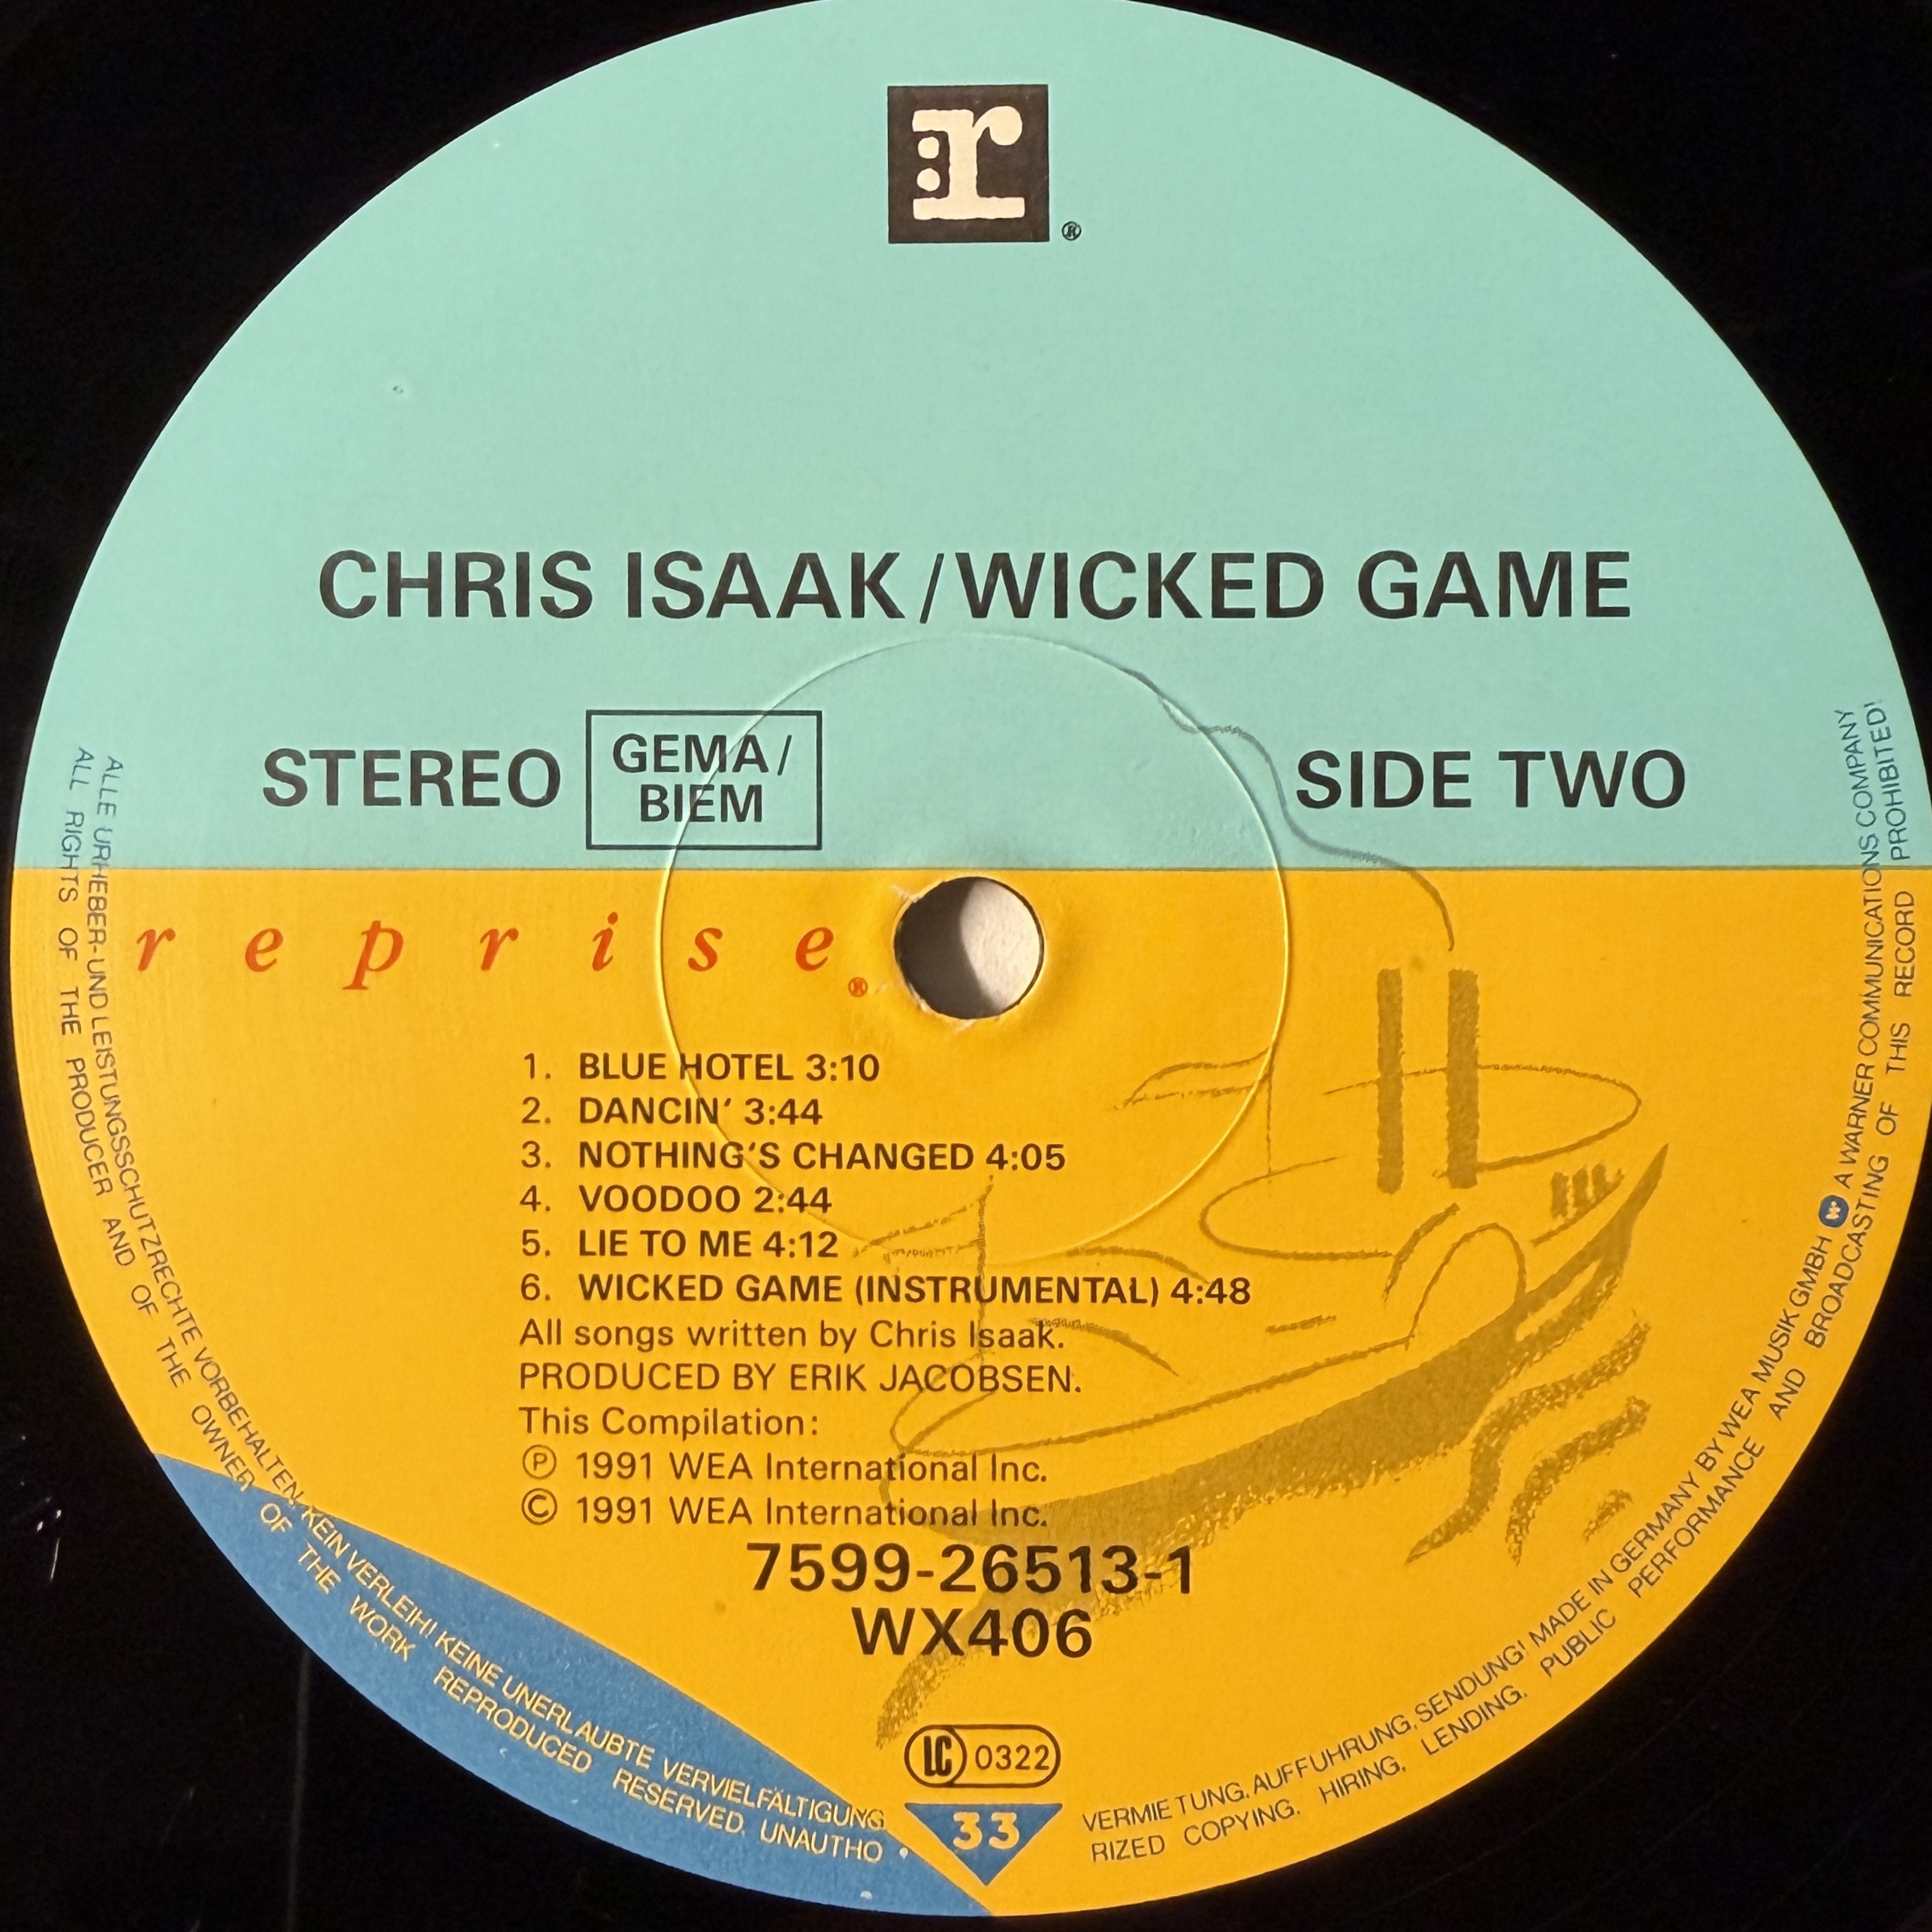 r
®
CHRIS ISAAK/WICKED GAME
STEREO
GEMA/
BIEM
SIDE TWO
reprise®
1. BLUE HOTEL 3:10
2. DANCIN' 3:44
3. NOTHING'S CHANGED 4:05
4. VOODOO 2:44
5. LIE TO ME 4:12
6. WICKED GAME (INSTRUMENTAL) 4:48
All songs written by Chris Isaak.
PRODUCED BY ERIK JACOBSEN.
This Compilation:
℗ 1991 WEA International Inc.
© 1991 WEA International Inc.
7599-26513-1
WX406
LC 0322
33
ALLE URHEBER- UND LEISTUNGSSCHUTZRECHTE VORBEHALTEN. KEIN VERLEIH! KEINE UNERLAUBTE VERVIELFÄLTIGUNG, VERMIETUNG, AUFFUHRUNG, SENDUNG! MADE IN GERMANY BY WEA MUSIK GMBH W A WARNER COMMUNICATIONS COMPANY
ALL RIGHTS OF THE PRODUCER AND OF THE OWNER OF THE WORK REPRODUCED RESERVED. UNAUTHORIZED COPYING, HIRING, LENDING, PUBLIC PERFORMANCE AND BROADCASTING OF THIS RECORD PROHIBITED!